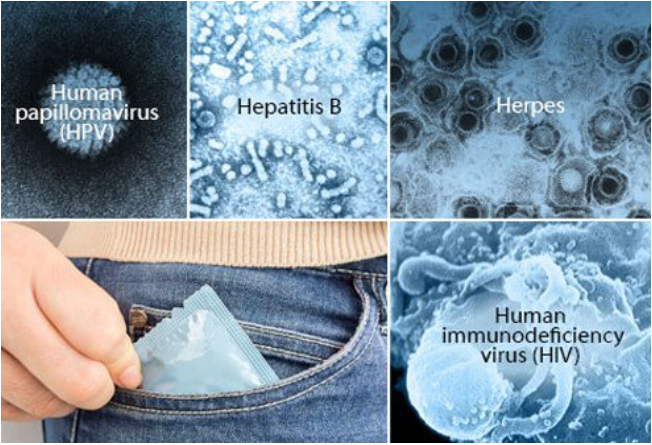 Human
papillomavirus
(HPV)
Hepatitis B
Herpes
Human
immunodeficiency
virus (HIV)